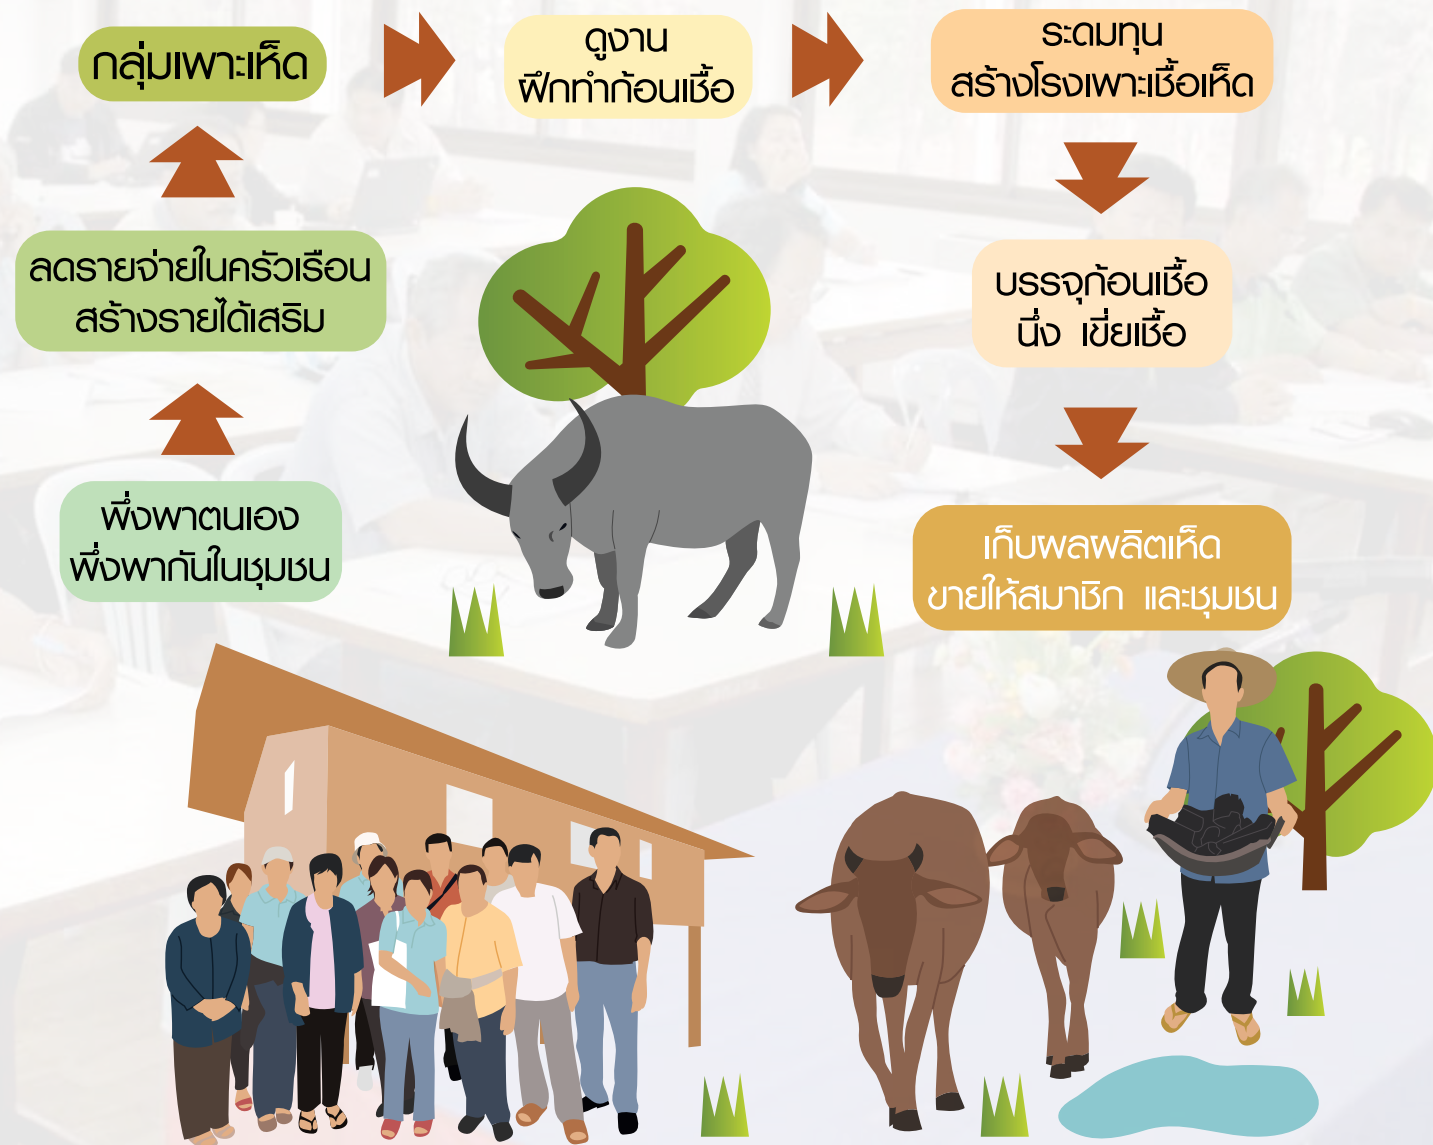 กลุ่มเพาะเห็ด
ดูงาน
ฝึกทำก้อนเชื้อ
ระดมทุน
สร้างโรงเพาะเชื้อเห็ด
ลดรายจ่ายในครัวเรือน
สร้างรายได้เสริม
บรรจุก้อนเชื้อ
นึ่ง เขี่ยเชื้อ
พึ่งพาตนเอง
พึ่งพากันในชุมชน
เก็บผลผลิตเห็ด
ขายให้สมาชิก และชุมชน